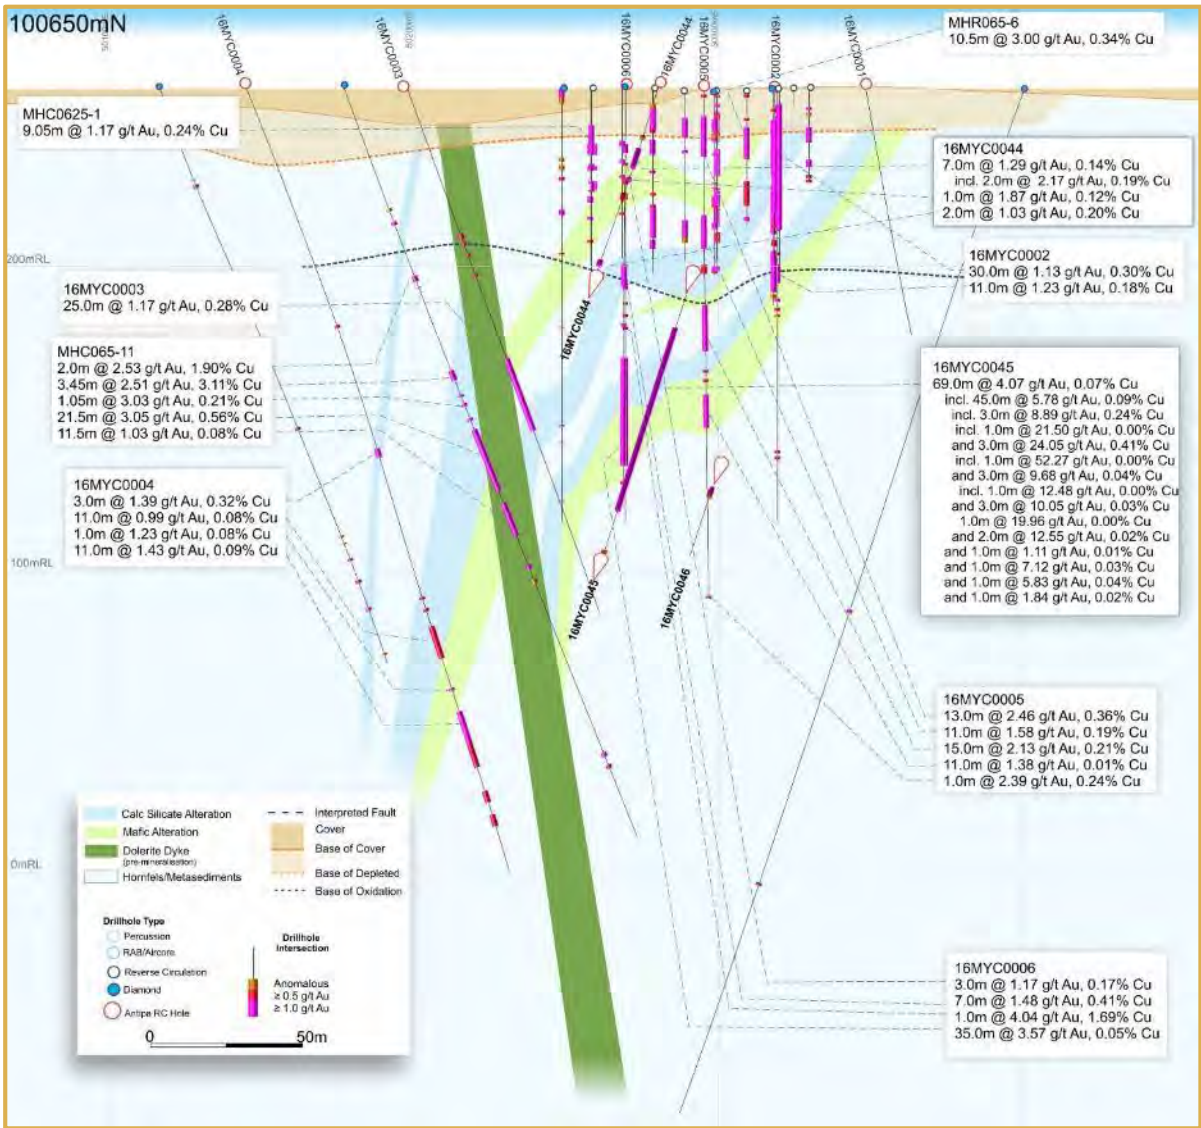 100650mN
16MYC0004
16MYC0003
16MYC0006
16MYC0044
16MYC0005
16MYC0002
16MYC0001
MHR065-6
10.5m @ 3.00 g/t Au, 0.34% Cu
MHC0625-1
9.05m @ 1.17 g/t Au, 0.24% Cu
16MYC0044
7.0m @ 1.29 g/t Au, 0.14% Cu
incl. 2.0m @ 2.17 g/t Au, 0.19% Cu
1.0m @ 1.87 g/t Au, 0.12% Cu
2.0m @ 1.03 g/t Au, 0.20% Cu
200mRL
16MYC0002
30.0m @ 1.13 g/t Au, 0.30% Cu
11.0m @ 1.23 g/t Au, 0.18% Cu
16MYC0003
25.0m @ 1.17 g/t Au, 0.28% Cu
16MYC0044
MHC065-11
2.0m @ 2.53 g/t Au, 1.90% Cu
3.45m @ 2.51 g/t Au, 3.11% Cu
1.05m @ 3.03 g/t Au, 0.21% Cu
21.5m @ 3.05 g/t Au, 0.56% Cu
11.5m @ 1.03 g/t Au, 0.08% Cu
16MYC0045
69.0m @ 4.07 g/t Au, 0.07% Cu
incl. 45.0m @ 5.78 g/t Au, 0.09% Cu
incl. 3.0m @ 8.89 g/t Au, 0.24% Cu
incl. 1.0m @ 21.50 g/t Au, 0.00% Cu
and 3.0m @ 24.05 g/t Au, 0.41% Cu
incl. 1.0m @ 52.27 g/t Au, 0.00% Cu
and 3.0m @ 9.68 g/t Au, 0.04% Cu
incl. 1.0m @ 12.48 g/t Au, 0.00% Cu
and 3.0m @ 10.05 g/t Au, 0.03% Cu
1.0m @ 19.96 g/t Au, 0.00% Cu
and 2.0m @ 12.55 g/t Au, 0.02% Cu
and 1.0m @ 1.11 g/t Au, 0.01% Cu
and 1.0m @ 7.12 g/t Au, 0.03% Cu
and 1.0m @ 5.83 g/t Au, 0.04% Cu
and 1.0m @ 1.84 g/t Au, 0.02% Cu
16MYC0004
3.0m @ 1.39 g/t Au, 0.32% Cu
11.0m @ 0.99 g/t Au, 0.08% Cu
1.0m @ 1.23 g/t Au, 0.08% Cu
11.0m @ 1.43 g/t Au, 0.09% Cu
100mRL
16MYC0045
16MYC0046
16MYC0005
13.0m @ 2.46 g/t Au, 0.36% Cu
11.0m @ 1.58 g/t Au, 0.19% Cu
15.0m @ 2.13 g/t Au, 0.21% Cu
11.0m @ 1.38 g/t Au, 0.01% Cu
1.0m @ 2.39 g/t Au, 0.24% Cu
0mRL
Calc Silicate Alteration
Mafic Alteration
Dolerite Dyke
(pre-mineralisation)
Hornfels/Metasediments
Interpreted Fault
Cover
Base of Cover
Base of Depleted
Base of Oxidation
Drillhole Type
Percussion
RAB/Aircore
Reverse Circulation
Diamond
Antipa RC Hole
Drillhole
Intersection
Anomalous
≥ 0.5 g/t Au
≥ 1.0 g/t Au
0 50m
16MYC0006
3.0m @ 1.17 g/t Au, 0.17% Cu
7.0m @ 1.48 g/t Au, 0.41% Cu
1.0m @ 4.04 g/t Au, 1.69% Cu
35.0m @ 3.57 g/t Au, 0.05% Cu